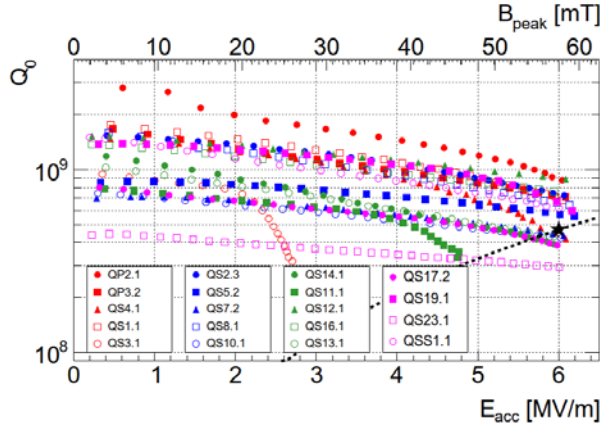 B_peak [mT]
0 10 20 30 40 50 60
Q_0
10^9
10^8
QP2.1 QS2.3 QS14.1 QS17.2
QP3.2 QS5.2 QS11.1 QS19.1
QS4.1 QS7.2 QS12.1 QS23.1
QS1.1 QS8.1 QS16.1 QSS1.1
QS3.1 QS10.1 QS13.1
0 1 2 3 4 5 6
E_acc [MV/m]